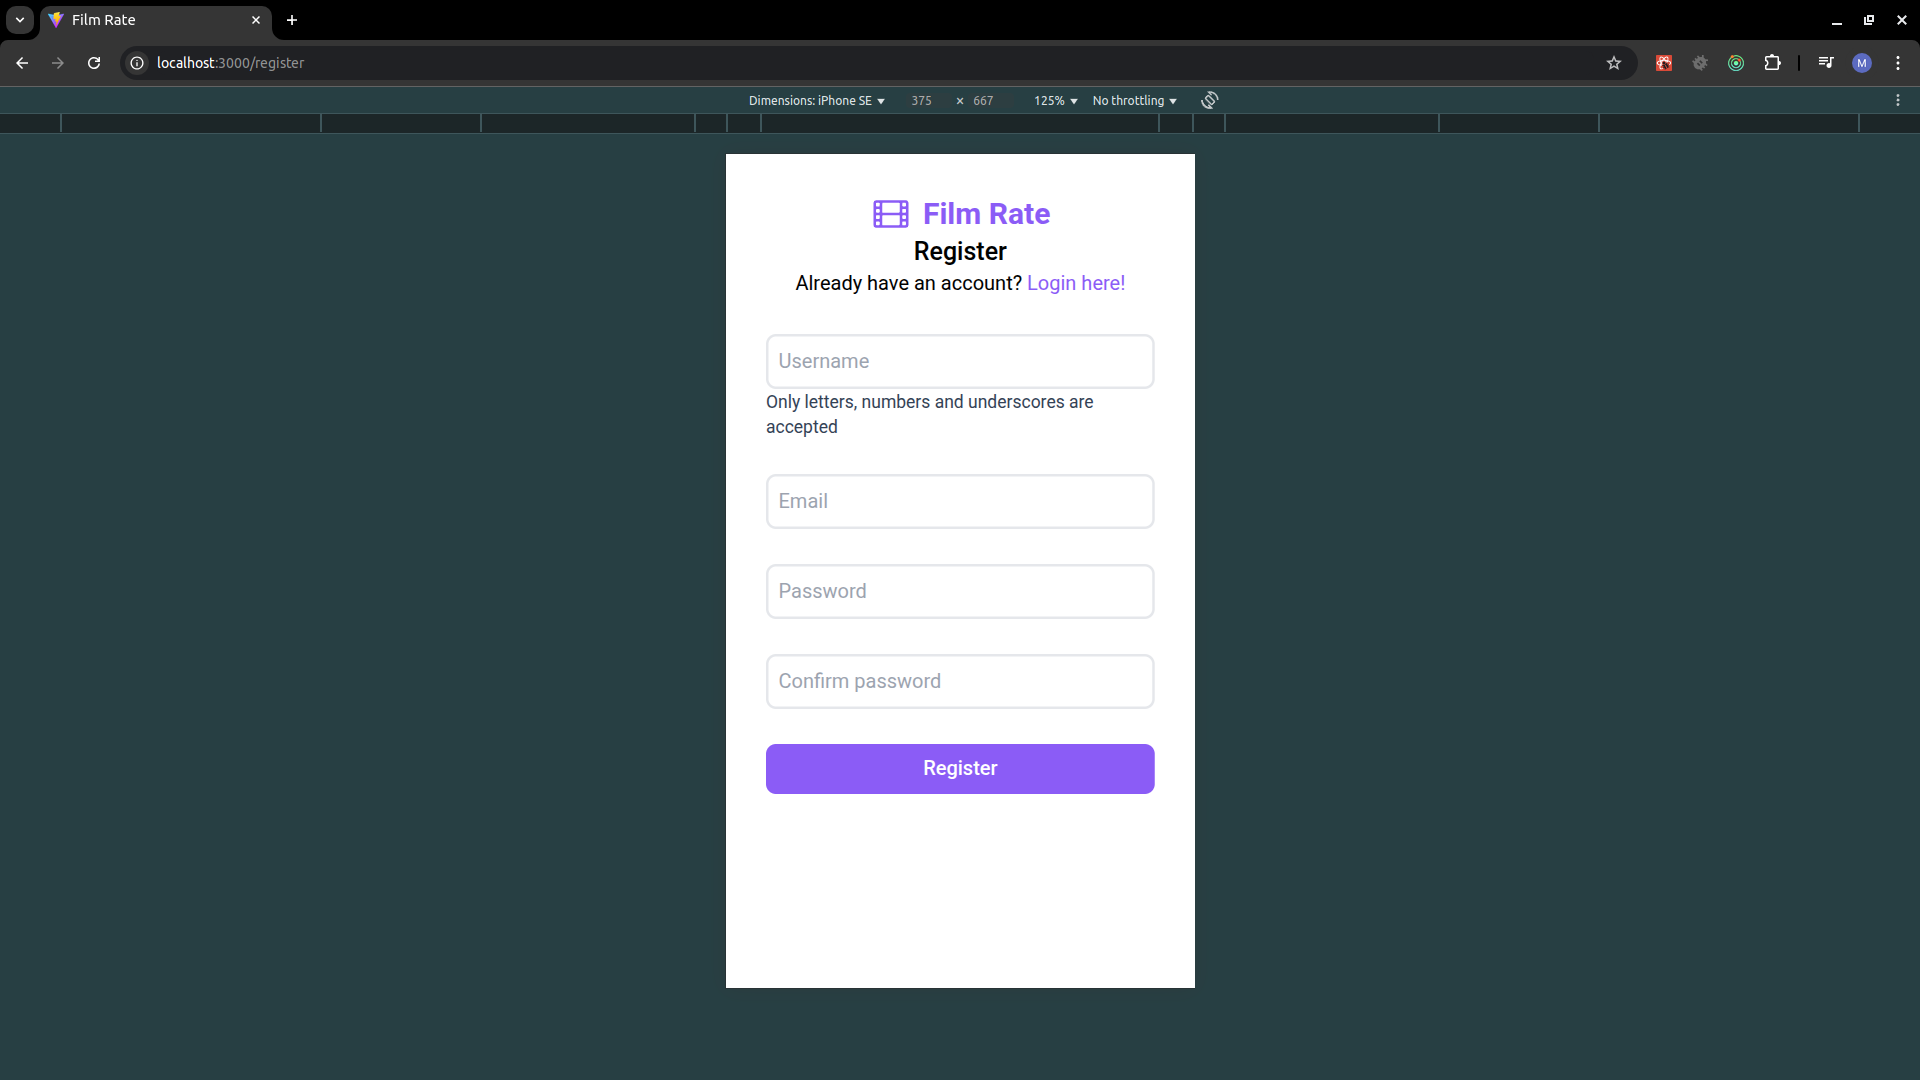 Film Rate
localhost:3000/register
M
Dimensions: iPhone SE 375 × 667 125% No throttling
Film Rate
Register
Already have an account? Login here!
Username
Only letters, numbers and underscores are
accepted
Email
Password
Confirm password
Register